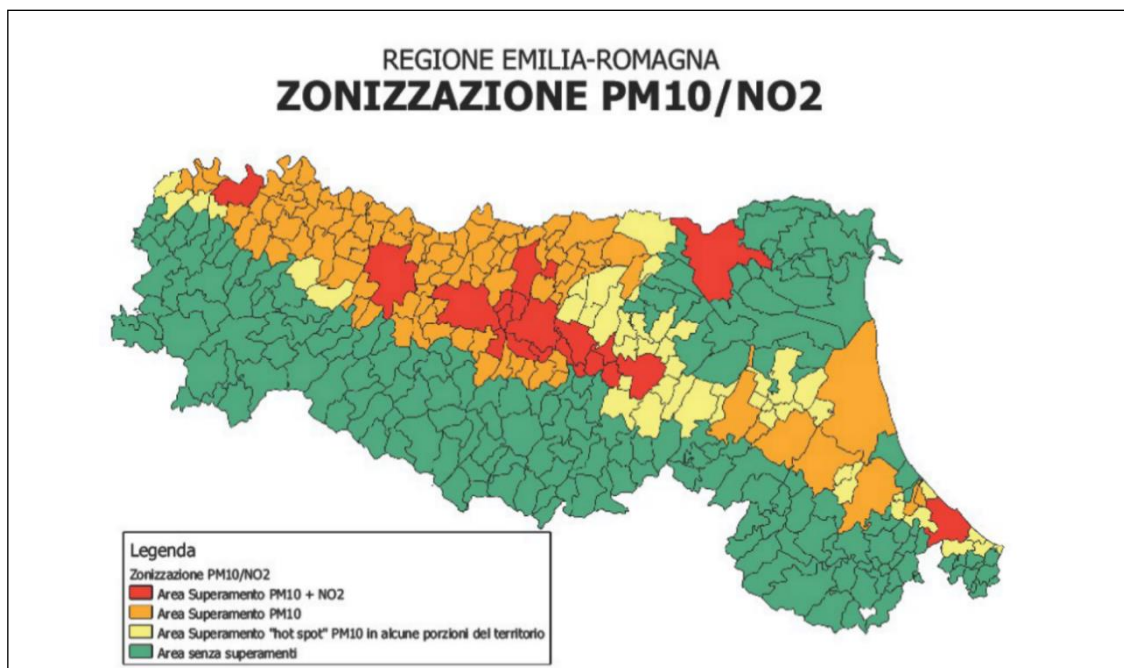 REGIONE EMILIA-ROMAGNA
ZONIZZAZIONE PM10/NO2
Legenda
Zonizzazione PM10/NO2
Area Superamento PM10 + NO2
Area Superamento PM10
Area Superamento "hot spot" PM10 in alcune porzioni del territorio
Area senza superamenti